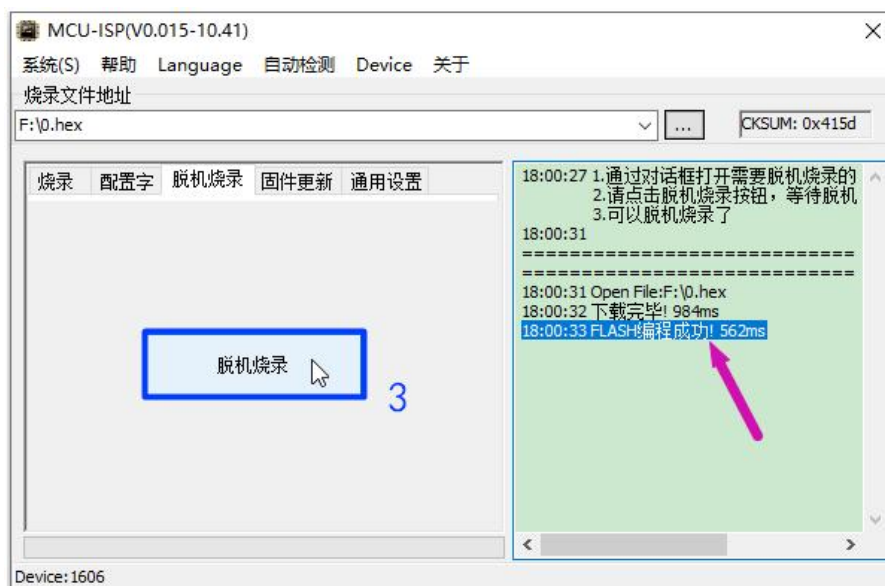 MCU-ISP(V0.015-10.41)
系统(S) 帮助 Language 自动检测 Device 关于
烧录文件地址
F:\0.hex ... CKSUM: 0x415d
烧录 配置字 脱机烧录 固件更新 通用设置
脱机烧录
3
18:00:27 1.通过对话框打开需要脱机烧录的
2.请点击脱机烧录按钮，等待脱机
3.可以脱机烧录了
18:00:31
============================
============================
18:00:31 Open File:F:\0.hex
18:00:32 下载完毕! 984ms
18:00:33 FLASH编程成功! 562ms
Device:1606